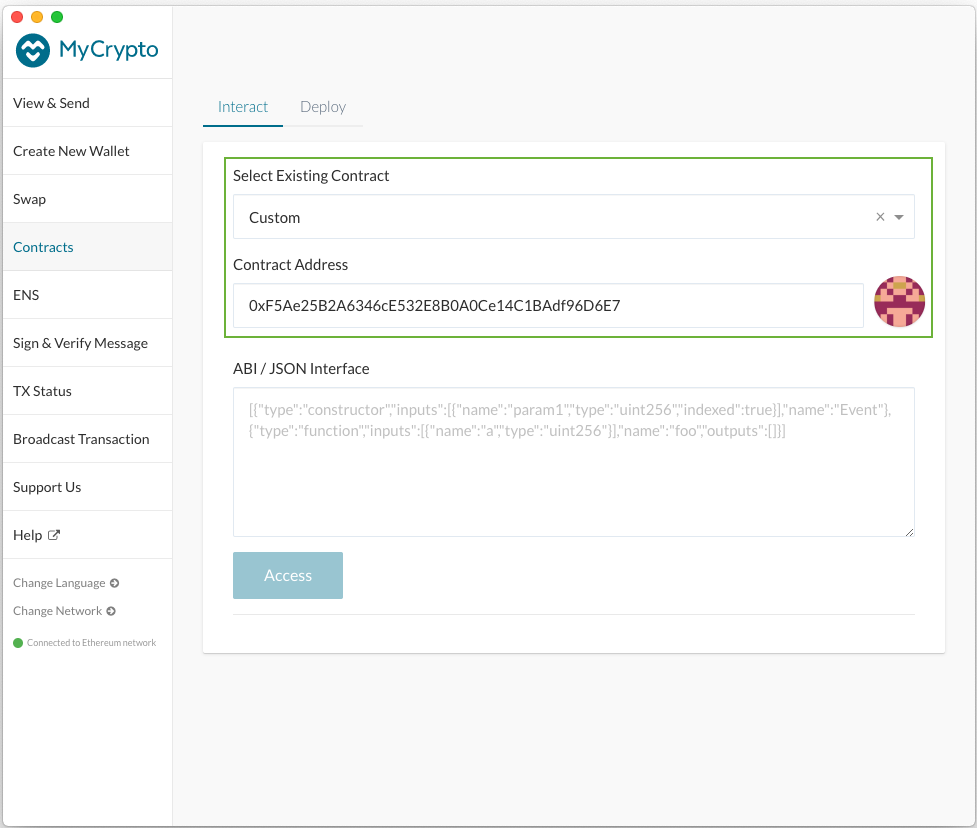 MyCrypto
View & Send
Create New Wallet
Swap
Contracts
ENS
Sign & Verify Message
TX Status
Broadcast Transaction
Support Us
Help
Change Language
Change Network
Connected to Ethereum network
Interact Deploy
Select Existing Contract
Custom
Contract Address
0xF5Ae25B2A6346cE532E8B0A0Ce14C1BAdf96D6E7
ABI / JSON Interface
[{"type":"constructor","inputs":[{"name":"param1","type":"uint256","indexed":true}],"name":"Event"},
{"type":"function","inputs":[{"name":"a","type":"uint256"}],"name":"foo","outputs":[]}]
Access